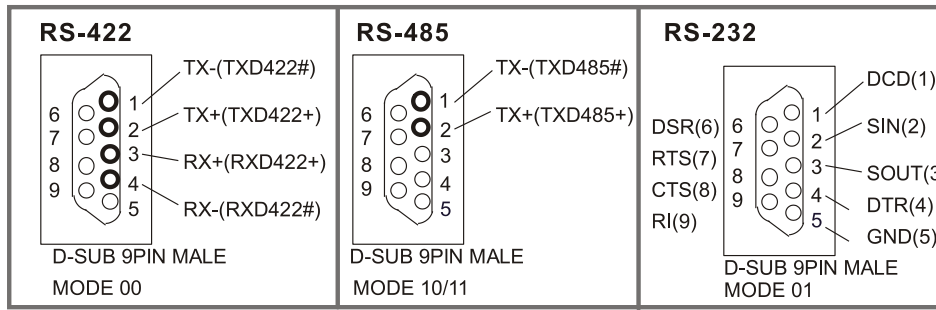 RS-422
TX-(TXD422#)
TX+(TXD422+)
RX+(RXD422+)
RX-(RXD422#)
1
2
3
4
5
6
7
8
9
D-SUB 9PIN MALE
MODE 00
RS-485
TX-(TXD485#)
TX+(TXD485+)
1
2
3
4
5
6
7
8
9
D-SUB 9PIN MALE
MODE 10/11
RS-232
DCD(1)
SIN(2)
SOUT(3
DTR(4)
GND(5)
1
2
3
4
5
DSR(6) 6
RTS(7) 7
CTS(8) 8
RI(9) 9
D-SUB 9PIN MALE
MODE 01